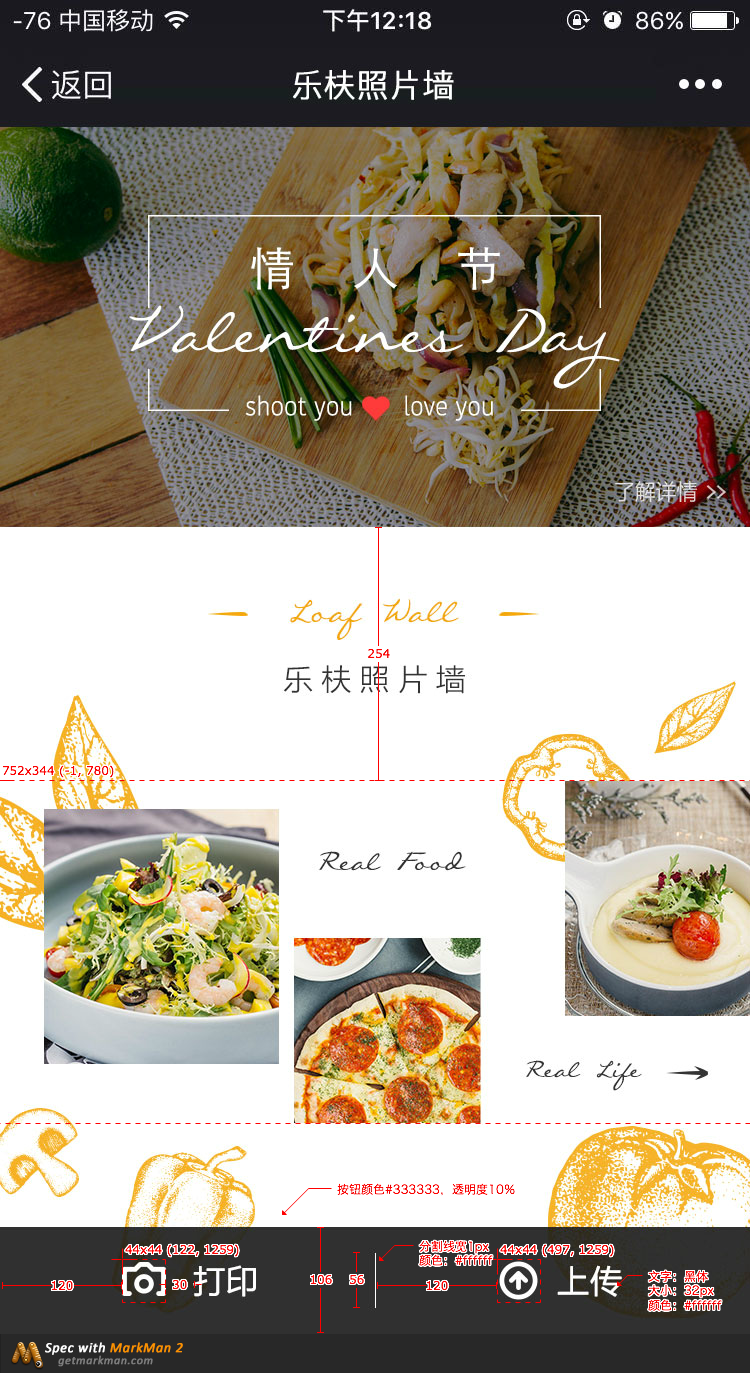 -76 中国移动 下午12:18 86%
返回 乐扶照片墙
情 人 节
Valentines Day
shoot you love you
了解详情 >>
Loaf Wall
254
乐扶照片墙
752x344 (-1, 780)
Real Food
Real Life
按钮颜色#333333，透明度10%
44x44 (122, 1259)
分割线宽1px
颜色：#ffffff
44x44 (497, 1259)
120 30 打印 106 56 120 上传
文字：黑体
大小：32px
颜色：#ffffff
Spec with MarkMan 2
getmarkman.com